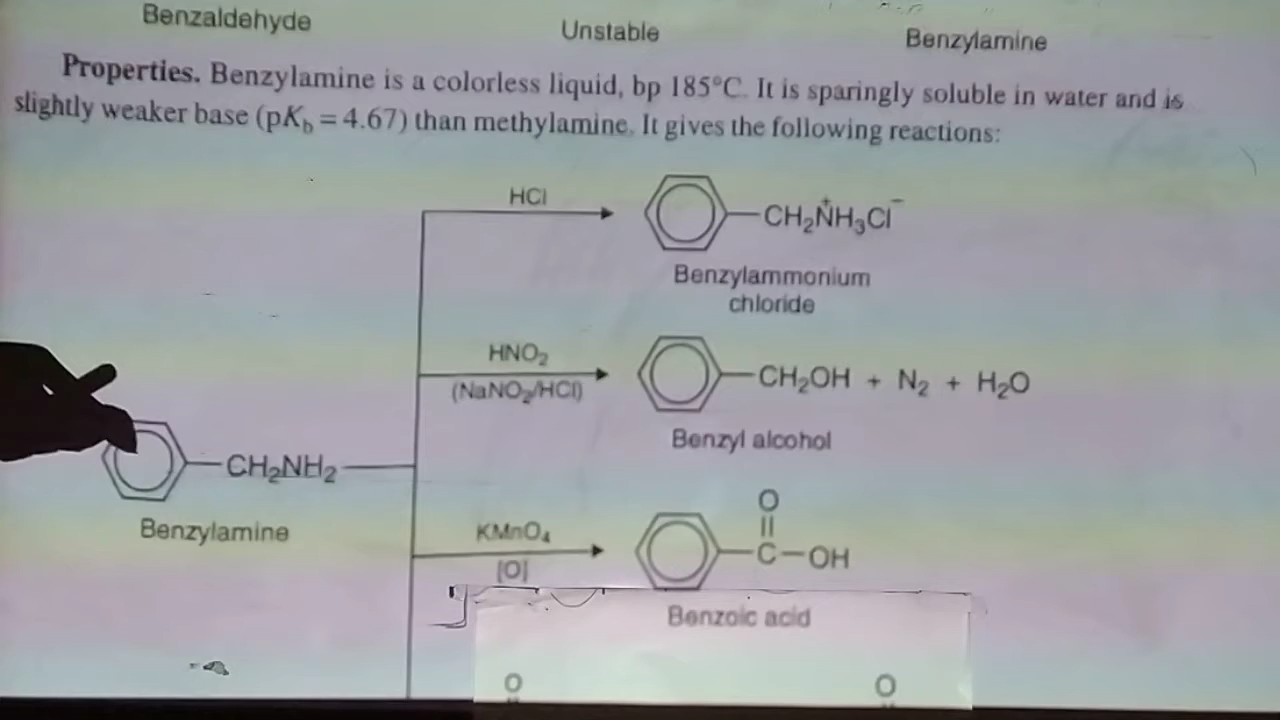 Benzaldehyde Unstable Benzylamine
Properties. Benzylamine is a colorless liquid, bp 185°C. It is sparingly soluble in water and is
slightly weaker base (pK_b = 4.67) than methylamine. It gives the following reactions:
HCl
CH₂N⁺H₃Cl⁻
Benzylammonium
chloride
HNO₂
(NaNO₂/HCl)
CH₂OH + N₂ + H₂O
Benzyl alcohol
CH₂NH₂
Benzylamine
KMnO₄
[O]
O
C—OH
Benzoic acid
O O